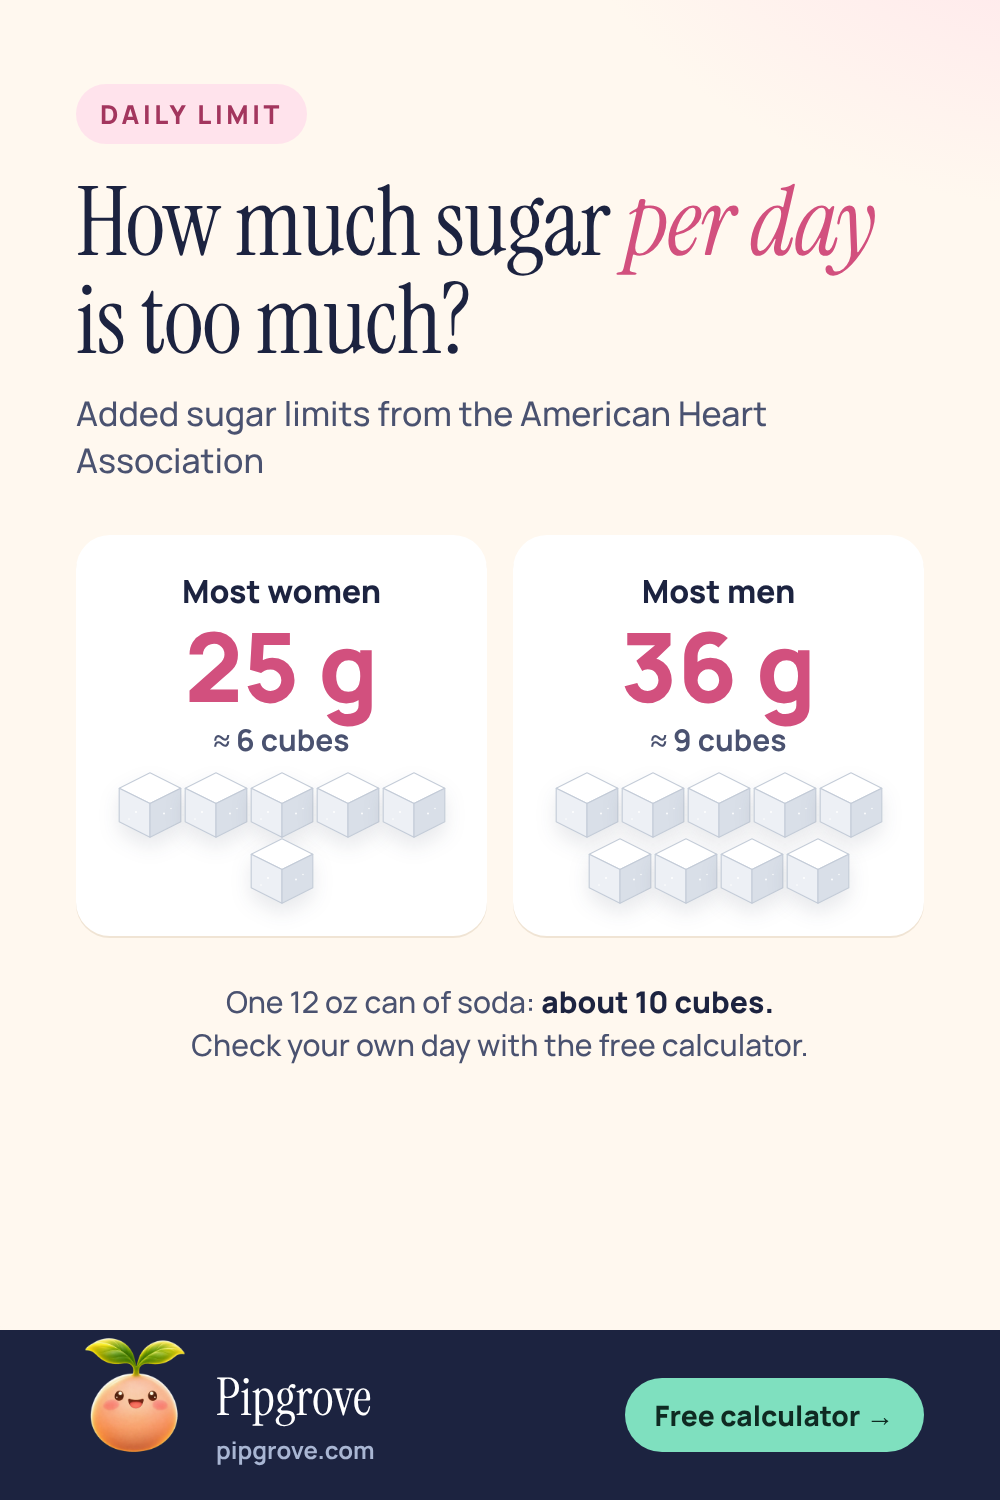 DAILY LIMIT
How much sugar per day
is too much?
Added sugar limits from the American Heart
Association
Most women
25 g
≈ 6 cubes
Most men
36 g
≈ 9 cubes
One 12 oz can of soda: about 10 cubes.
Check your own day with the free calculator.
Pipgrove
pipgrove.com
Free calculator →